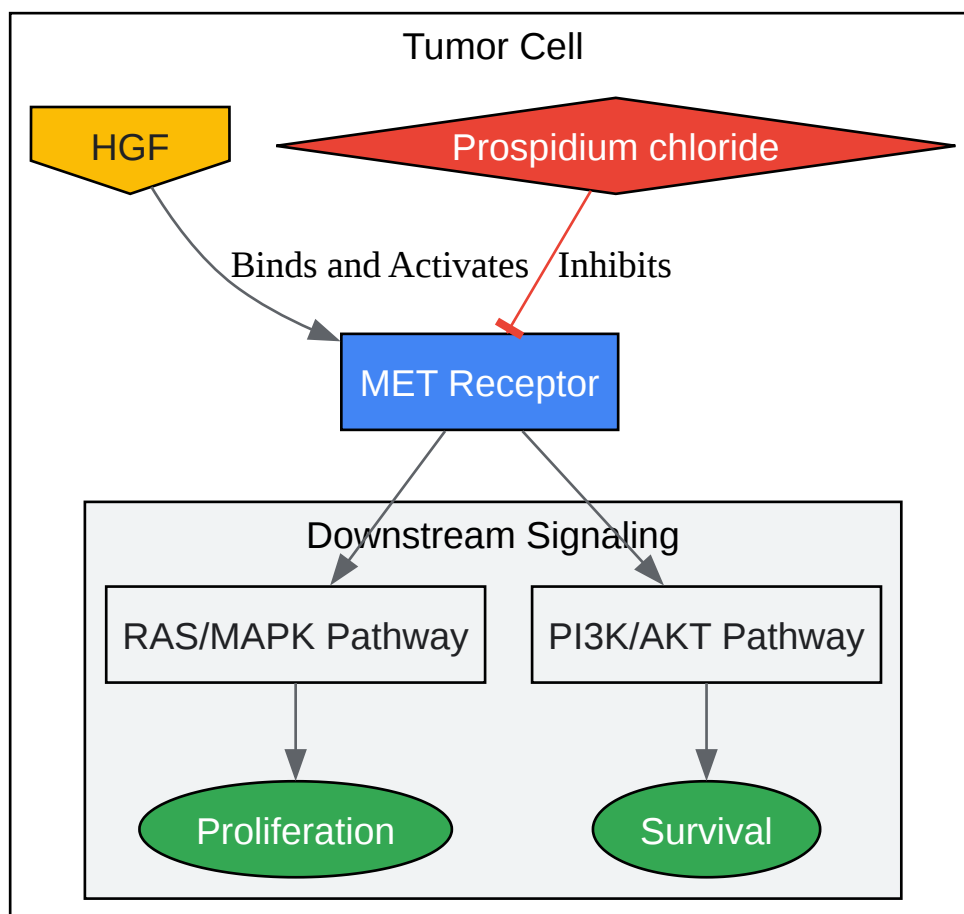 Tumor Cell
HGF
Prospidium chloride
Binds and Activates
Inhibits
MET Receptor
Downstream Signaling
RAS/MAPK Pathway
PI3K/AKT Pathway
Proliferation
Survival